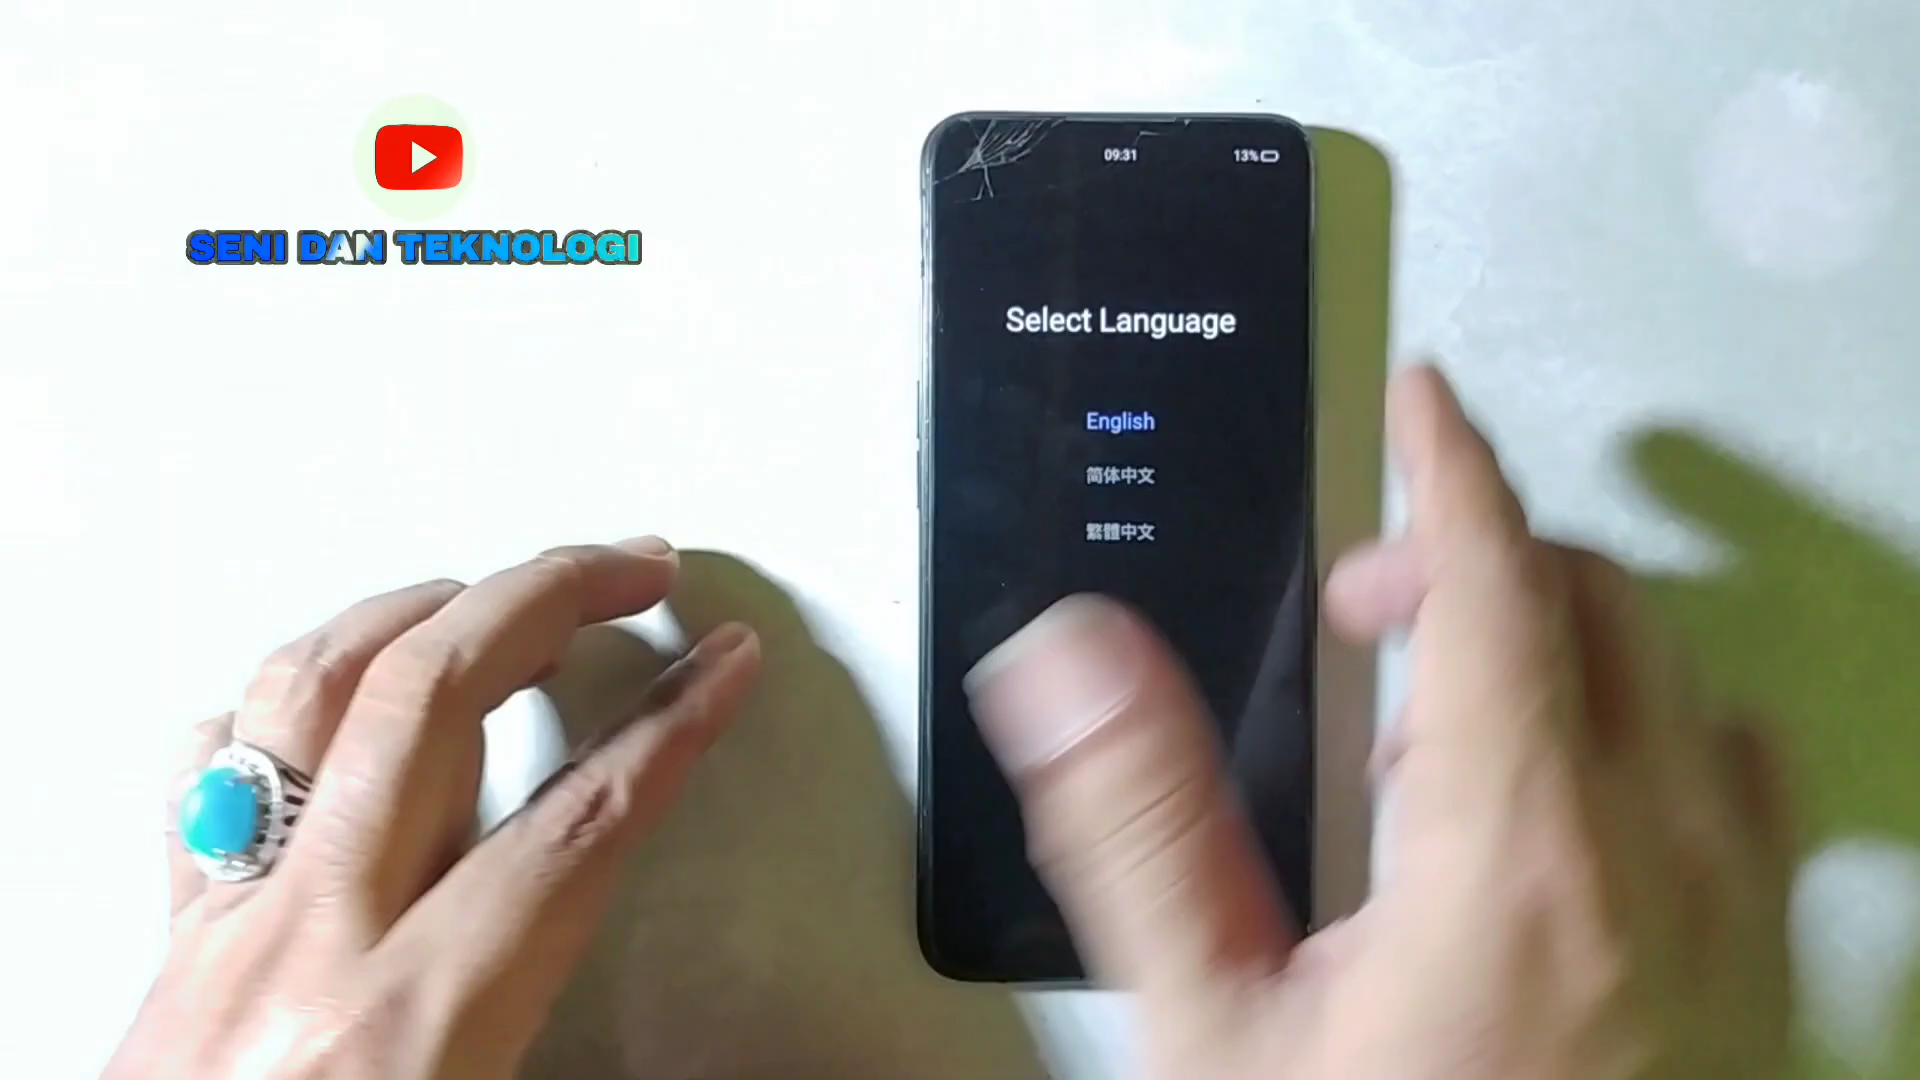 SENI DAN TEKNOLOGI
09:31
13%
Select Language
English
简体中文
繁體中文